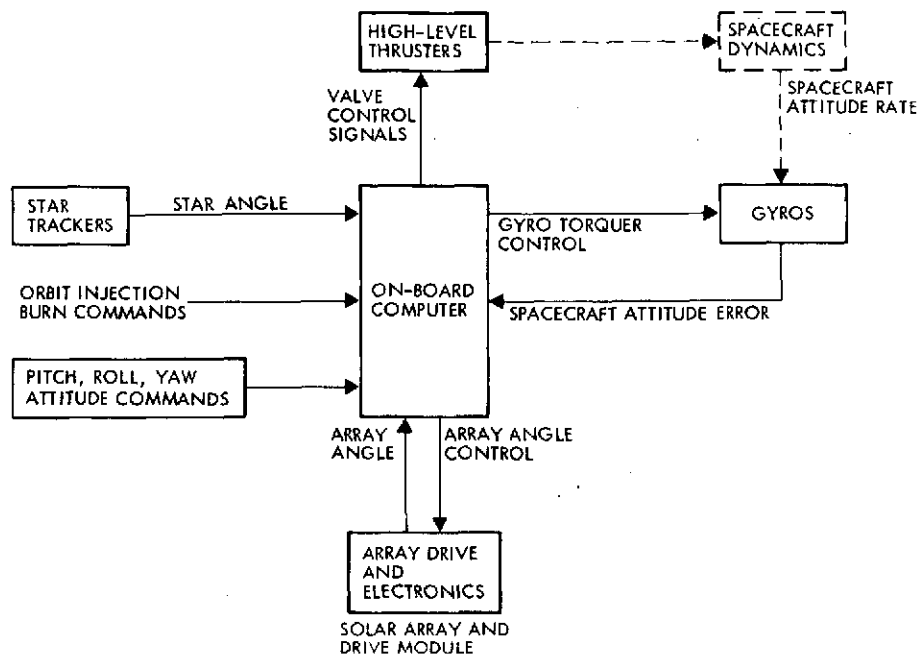 HIGH-LEVEL
THRUSTERS
SPACECRAFT
DYNAMICS
SPACECRAFT
ATTITUDE RATE
VALVE
CONTROL
SIGNALS
STAR
TRACKERS
STAR ANGLE
GYROS
GYRO TORQUER
CONTROL
ORBIT INJECTION
BURN COMMANDS
ON-BOARD
COMPUTER
SPACECRAFT ATTITUDE ERROR
PITCH, ROLL, YAW
ATTITUDE COMMANDS
ARRAY
ANGLE
ARRAY ANGLE
CONTROL
ARRAY DRIVE
AND
ELECTRONICS
SOLAR ARRAY AND
DRIVE MODULE